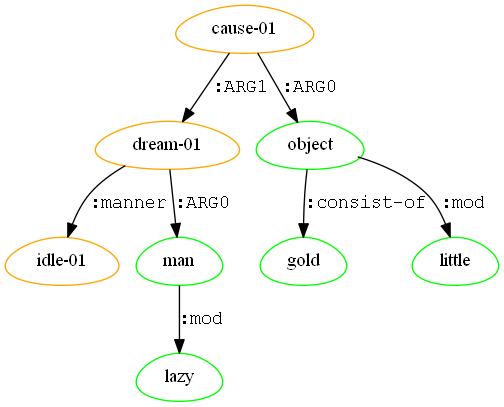 cause-01
:ARG1 :ARG0
dream-01 object
:manner :ARG0 :consist-of :mod
idle-01 man gold little
:mod
lazy